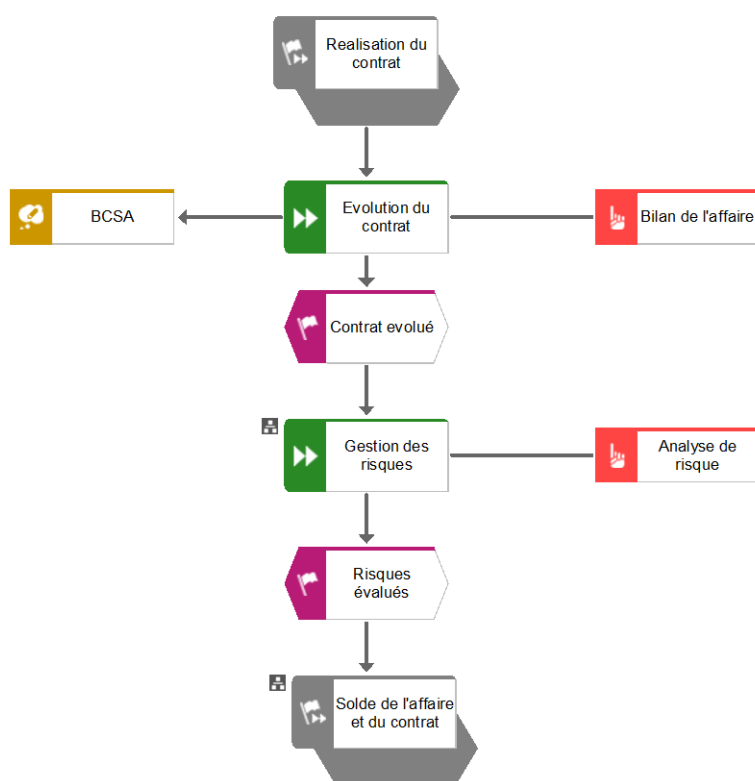 Realisation du
contrat
BCSA
Evolution du
contrat
Bilan de l'affaire
Contrat evolué
Gestion des
risques
Analyse de
risque
Risques
évalués
Solde de l'affaire
et du contrat